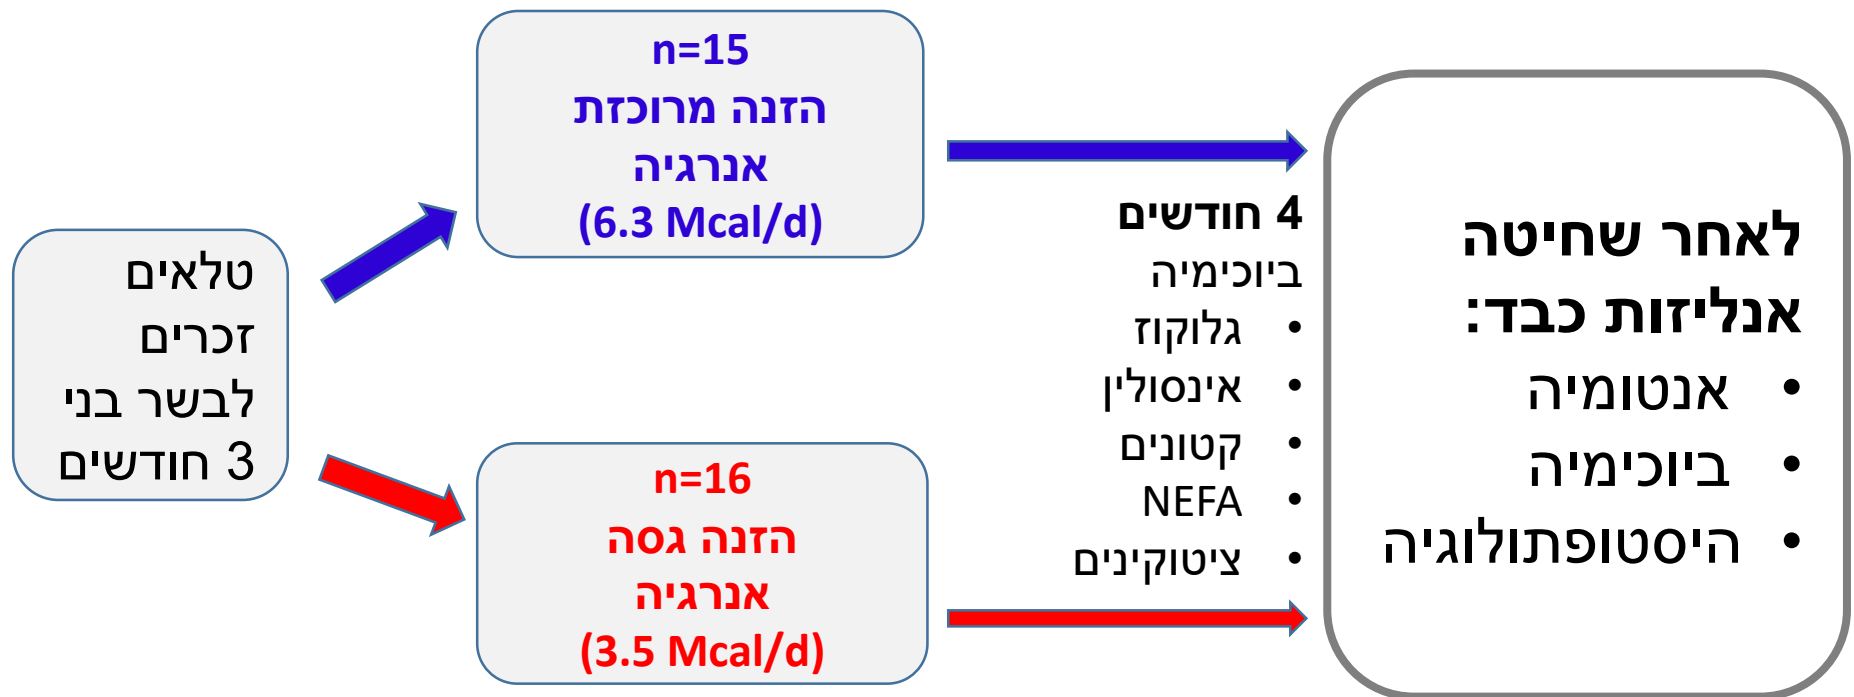 טלאים
זכרים
לבשר בני
3 חודשים
n=15
הזנה מרוכזת
אנרגיה
(6.3 Mcal/d)
n=16
הזנה גסה
אנרגיה
(3.5 Mcal/d)
4 חודשים
ביוכימיה
• גלוקוז
• אינסולין
• קטונים
• NEFA
• ציטוקינים
לאחר שחיטה
אנליזות כבד:
• אנטומיה
• ביוכימיה
• היסטופתולוגיה